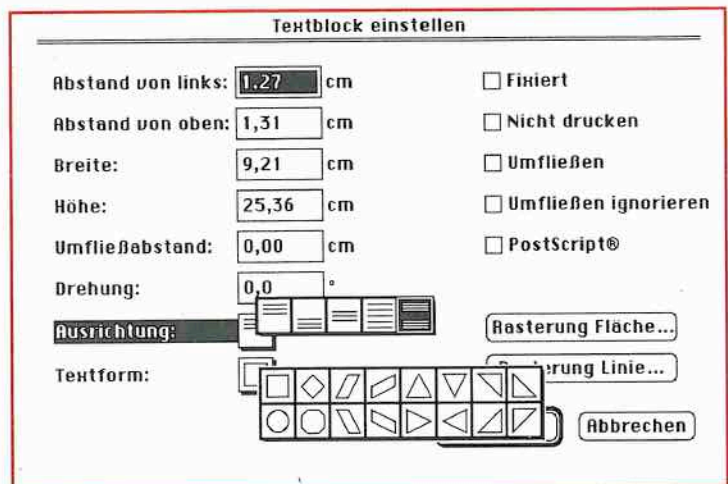 Textblock einstellen
Abstand von links: 1,27 cm
Fixiert
Abstand von oben: 1,31 cm
Nicht drucken
Breite: 9,21 cm
Umfließen
Höhe: 25,36 cm
Umfließen ignorieren
Umfließabstand: 0,00 cm
PostScript®
Drehung: 0,0 °
Ausrichtung:
Rasterung Fläche...
Textform:
Linie...
Abbrechen